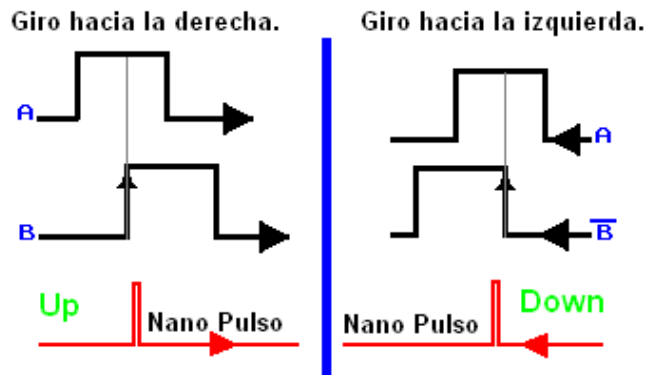 Giro hacia la derecha.
A
B
Up
Nano Pulso
Giro hacia la izquierda.
A
B̅
Nano Pulso
Down